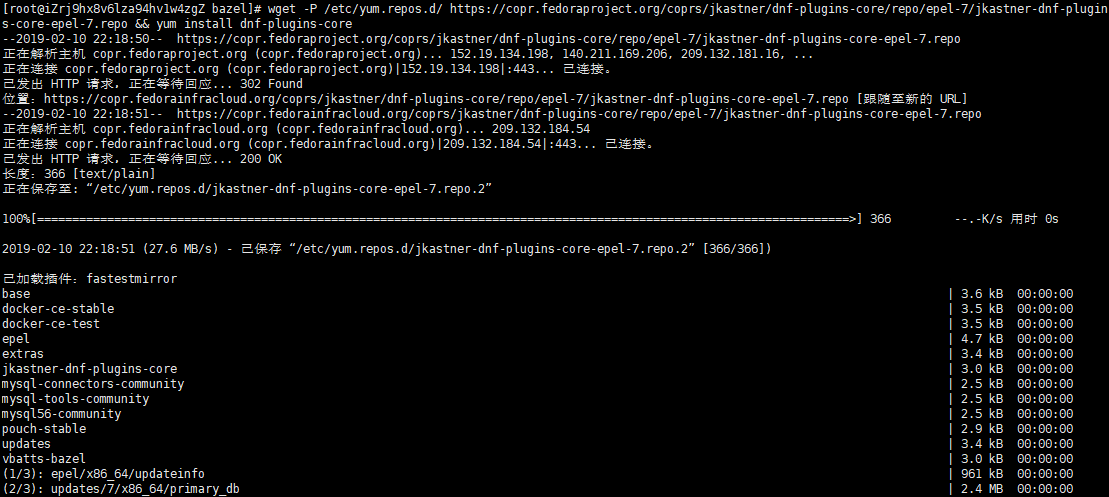 [root@iZrj9hx8v6lza94hv1w4zgZ bazel]# wget -P /etc/yum.repos.d/ https://copr.fedoraproject.org/coprs/jkastner/dnf-plugins-core/repo/epel-7/jkastner-dnf-plugin
s-core-epel-7.repo && yum install dnf-plugins-core
--2019-02-10 22:18:50--  https://copr.fedoraproject.org/coprs/jkastner/dnf-plugins-core/repo/epel-7/jkastner-dnf-plugins-core-epel-7.repo
正在解析主机 copr.fedoraproject.org (copr.fedoraproject.org)... 152.19.134.198, 140.211.169.206, 209.132.181.16, ...
正在连接 copr.fedoraproject.org (copr.fedoraproject.org)|152.19.134.198|:443... 已连接。
已发出 HTTP 请求，正在等待回应... 302 Found
位置：https://copr.fedorainfracloud.org/coprs/jkastner/dnf-plugins-core/repo/epel-7/jkastner-dnf-plugins-core-epel-7.repo [跟随至新的 URL]
--2019-02-10 22:18:51--  https://copr.fedorainfracloud.org/coprs/jkastner/dnf-plugins-core/repo/epel-7/jkastner-dnf-plugins-core-epel-7.repo
正在解析主机 copr.fedorainfracloud.org (copr.fedorainfracloud.org)... 209.132.184.54
正在连接 copr.fedorainfracloud.org (copr.fedorainfracloud.org)|209.132.184.54|:443... 已连接。
已发出 HTTP 请求，正在等待回应... 200 OK
长度：366 [text/plain]
正在保存至: “/etc/yum.repos.d/jkastner-dnf-plugins-core-epel-7.repo.2”
100%[===================================================================================================================>] 366         --.-K/s 用时 0s
2019-02-10 22:18:51 (27.6 MB/s) - 已保存 “/etc/yum.repos.d/jkastner-dnf-plugins-core-epel-7.repo.2” [366/366])
已加载插件：fastestmirror
base | 3.6 kB  00:00:00
docker-ce-stable | 3.5 kB  00:00:00
docker-ce-test | 3.5 kB  00:00:00
epel | 4.7 kB  00:00:00
extras | 3.4 kB  00:00:00
jkastner-dnf-plugins-core | 3.0 kB  00:00:00
mysql-connectors-community | 2.5 kB  00:00:00
mysql-tools-community | 2.5 kB  00:00:00
mysql56-community | 2.5 kB  00:00:00
pouch-stable | 2.9 kB  00:00:00
updates | 3.4 kB  00:00:00
vbatts-bazel | 3.0 kB  00:00:00
(1/3): epel/x86_64/updateinfo | 961 kB  00:00:00
(2/3): updates/7/x86_64/primary_db | 2.4 MB  00:00:00